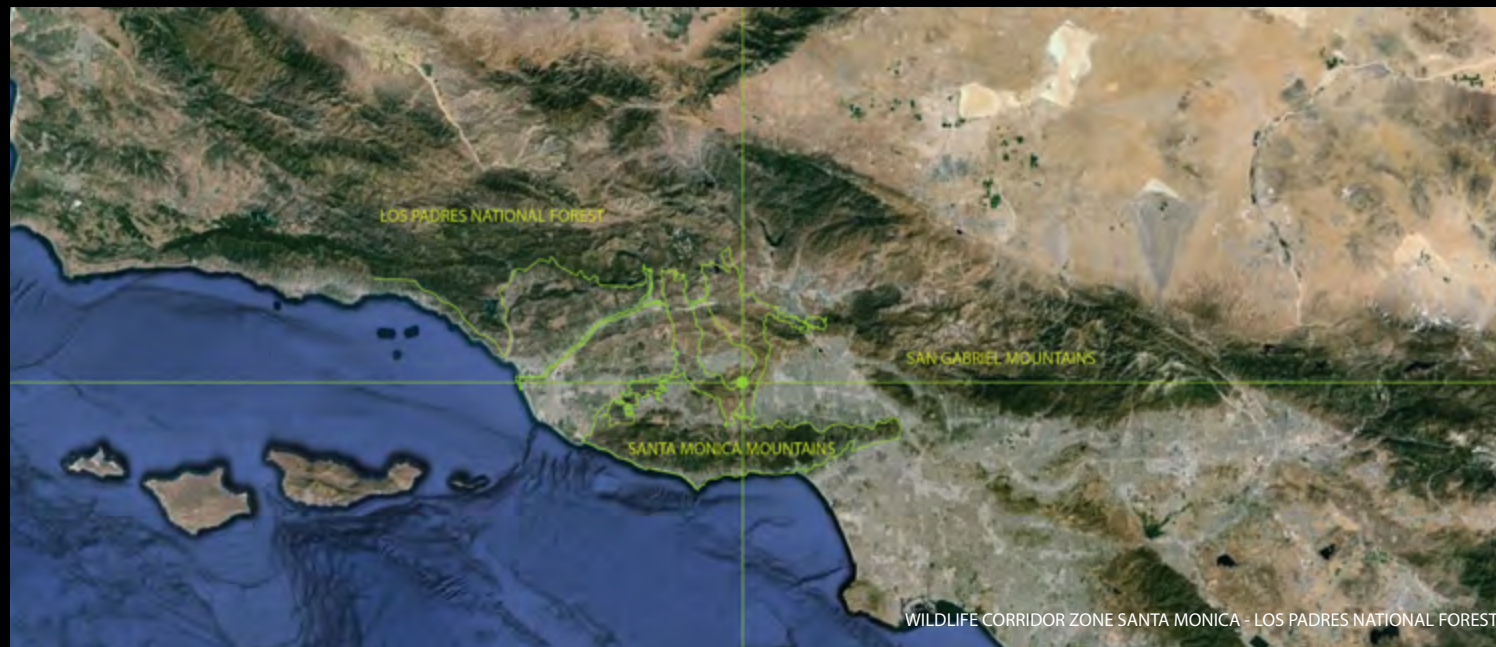 LOS PADRES NATIONAL FOREST
SAN GABRIEL MOUNTAINS
SANTA MONICA MOUNTAINS
WILDLIFE CORRIDOR ZONE SANTA MONICA - LOS PADRES NATIONAL FOREST